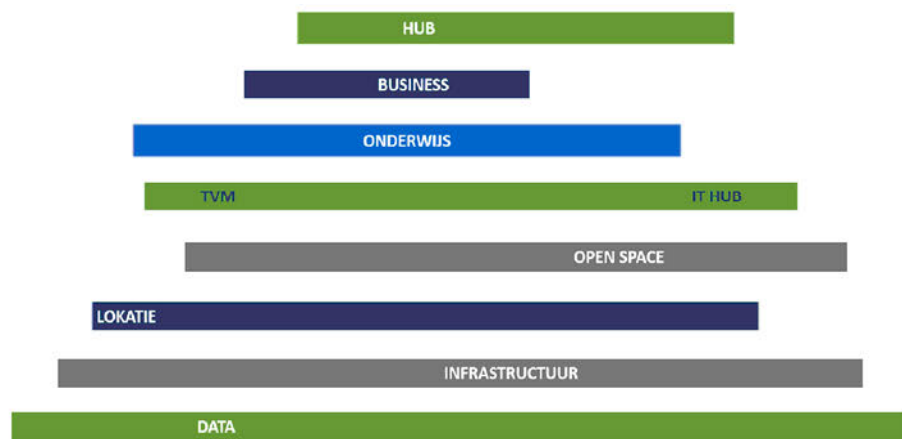 HUB
BUSINESS
ONDERWIJS
TVM IT HUB
OPEN SPACE
LOKATIE
INFRASTRUCTUUR
DATA